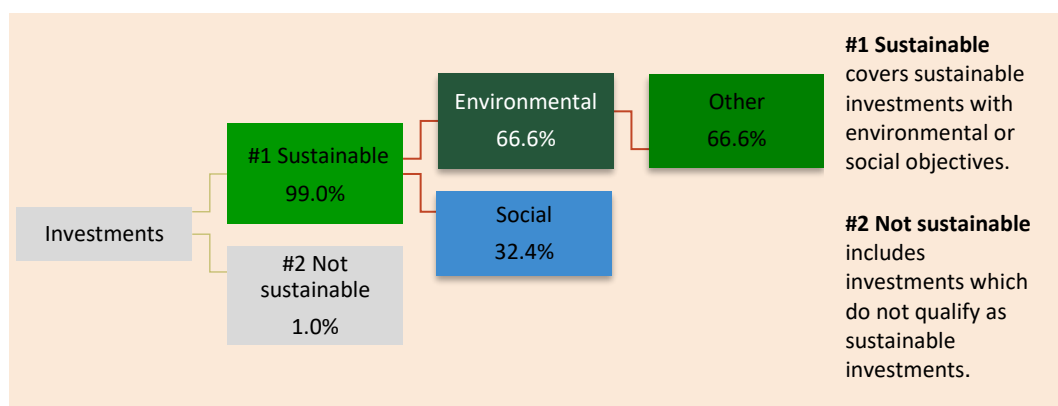 Investments
#1 Sustainable
99.0%
#2 Not
sustainable
1.0%
Environmental
66.6%
Social
32.4%
Other
66.6%
#1 Sustainable
covers sustainable
investments with
environmental or
social objectives.
#2 Not sustainable
includes
investments which
do not qualify as
sustainable
investments.